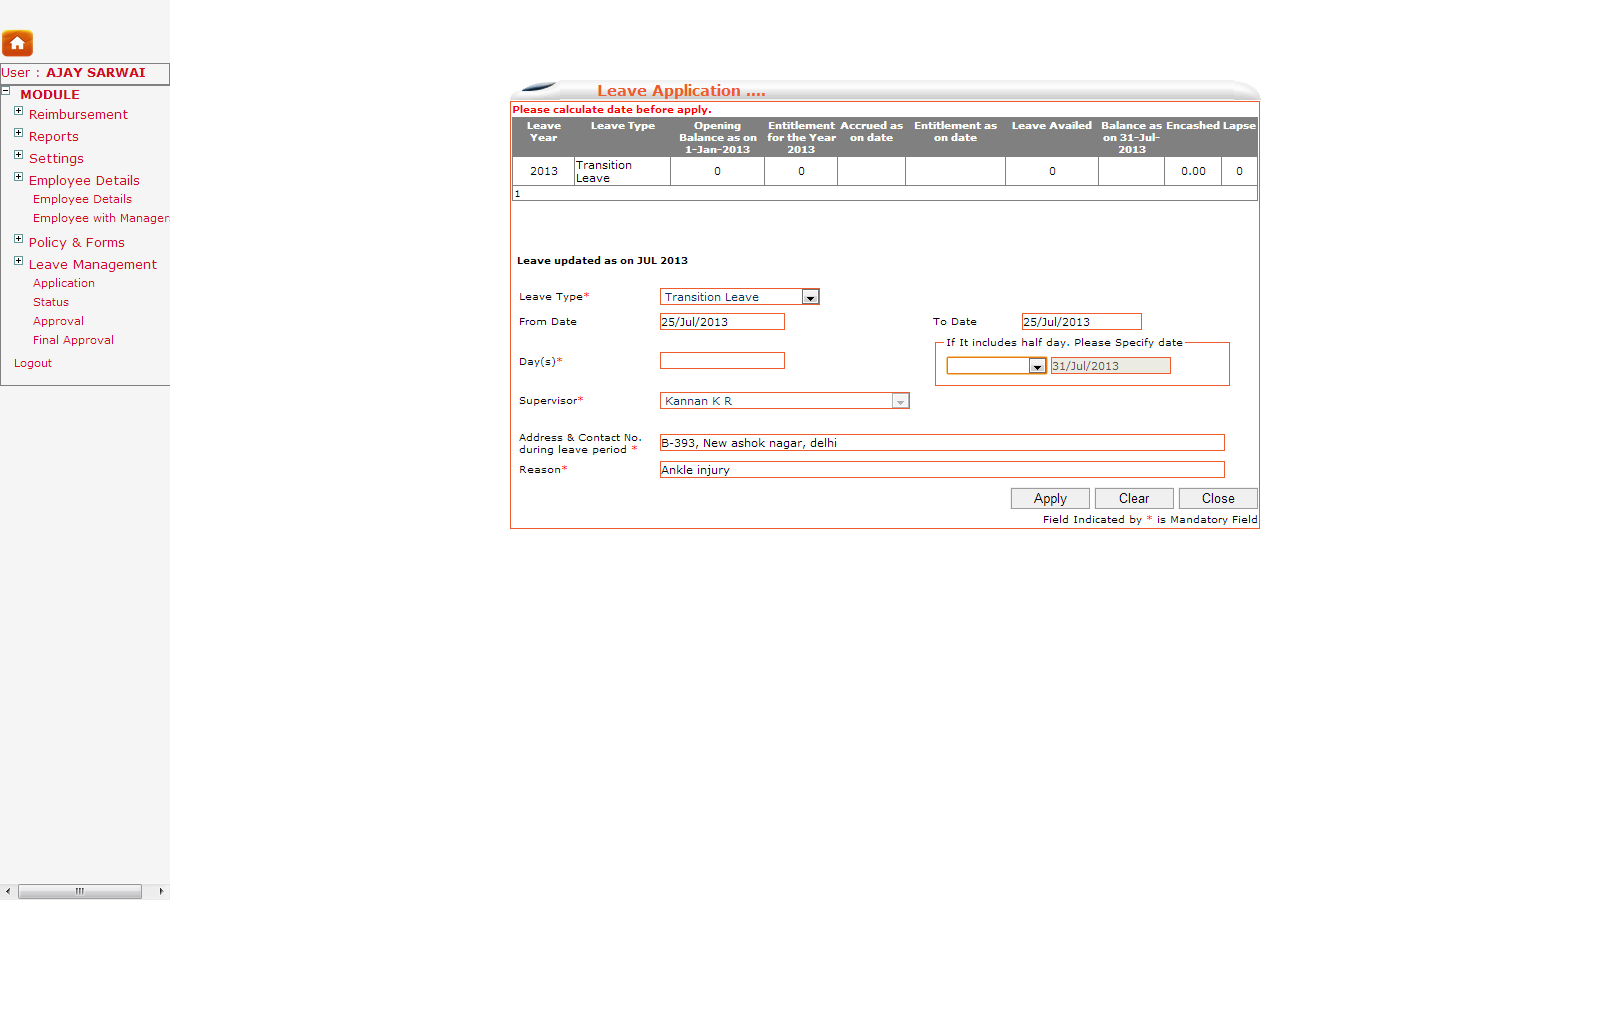 User : AJAY SARWAI
MODULE
Reimbursement
Reports
Settings
Employee Details
Employee Details
Employee with Manager
Policy & Forms
Leave Management
Application
Status
Approval
Final Approval
Logout
Leave Application ....
Please calculate date before apply.
Leave Year Leave Type Opening Balance as on 1-Jan-2013 Entitlement for the Year 2013 Accrued as on date Entitlement as on date Leave Availed Balance as on 31-Jul-2013 Encashed Lapse
2013 Transition Leave 0 0 0 0.00 0
1
Leave updated as on JUL 2013
Leave Type* Transition Leave
From Date 25/Jul/2013 To Date 25/Jul/2013
If It includes half day. Please Specify date
Day(s)* 31/Jul/2013
Supervisor* Kannan K R
Address & Contact No. during leave period * B-393, New ashok nagar, delhi
Reason* Ankle injury
Apply Clear Close
Field Indicated by * is Mandatory Field